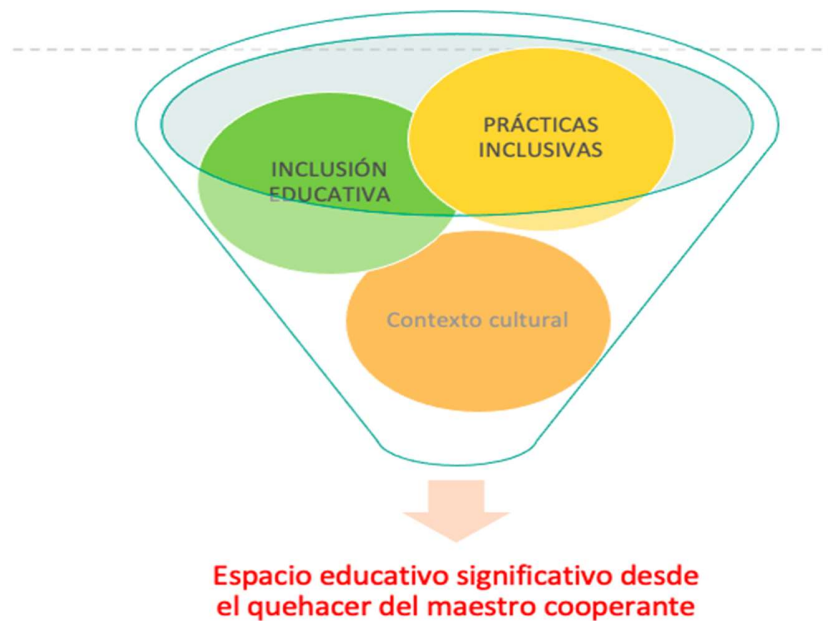 PRÁCTICAS
INCLUSIVAS
INCLUSIÓN
EDUCATIVA
Contexto cultural
Espacio educativo significativo desde
el quehacer del maestro cooperante